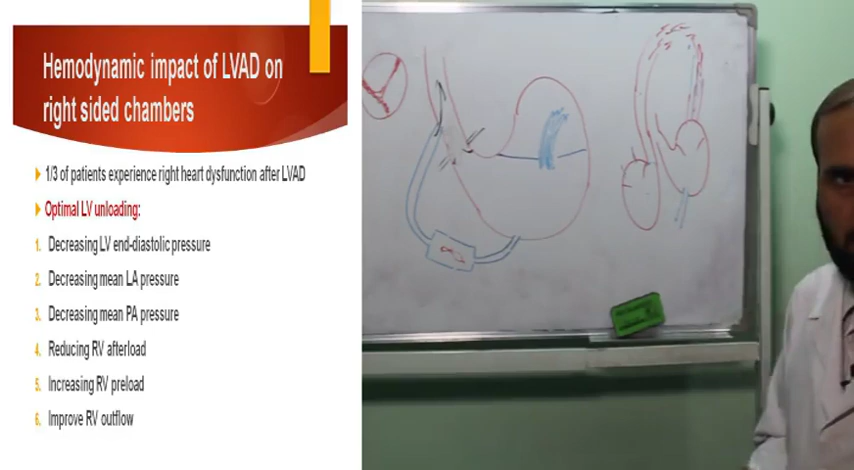 Hemodynamic impact of LVAD on
right sided chambers
1/3 of patients experience right heart dysfunction after LVAD
Optimal LV unloading:
1. Decreasing LV end-diastolic pressure
2. Decreasing mean LA pressure
3. Decreasing mean PA pressure
4. Reducing RV afterload
5. Increasing RV preload
6. Improve RV outflow